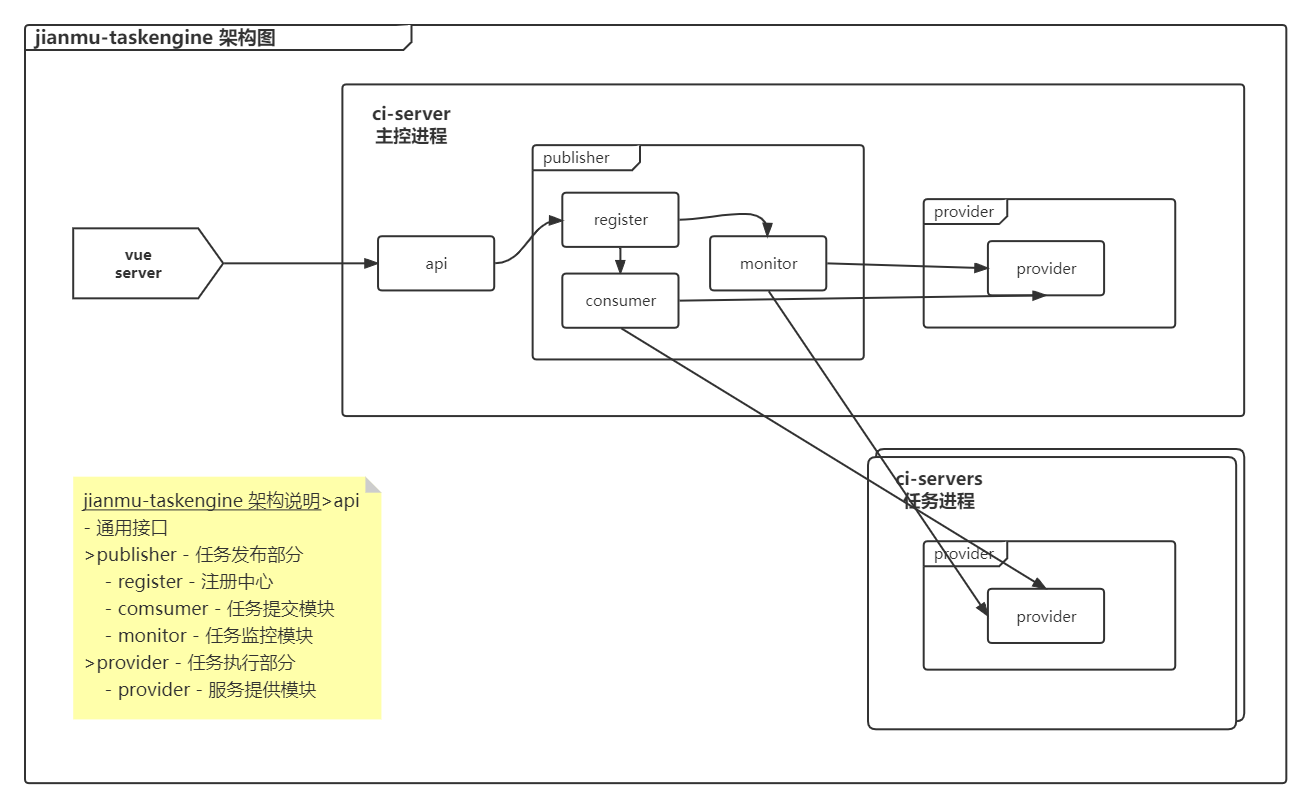 jianmu-taskengine 架构图
ci-server
主控进程
publisher
register
consumer
monitor
api
vue
server
provider
provider
ci-servers
任务进程
provider
provider
jianmu-taskengine 架构说明>api
- 通用接口
>publisher - 任务发布部分
- register - 注册中心
- comsumer - 任务提交模块
- monitor - 任务监控模块
>provider - 任务执行部分
- provider - 服务提供模块